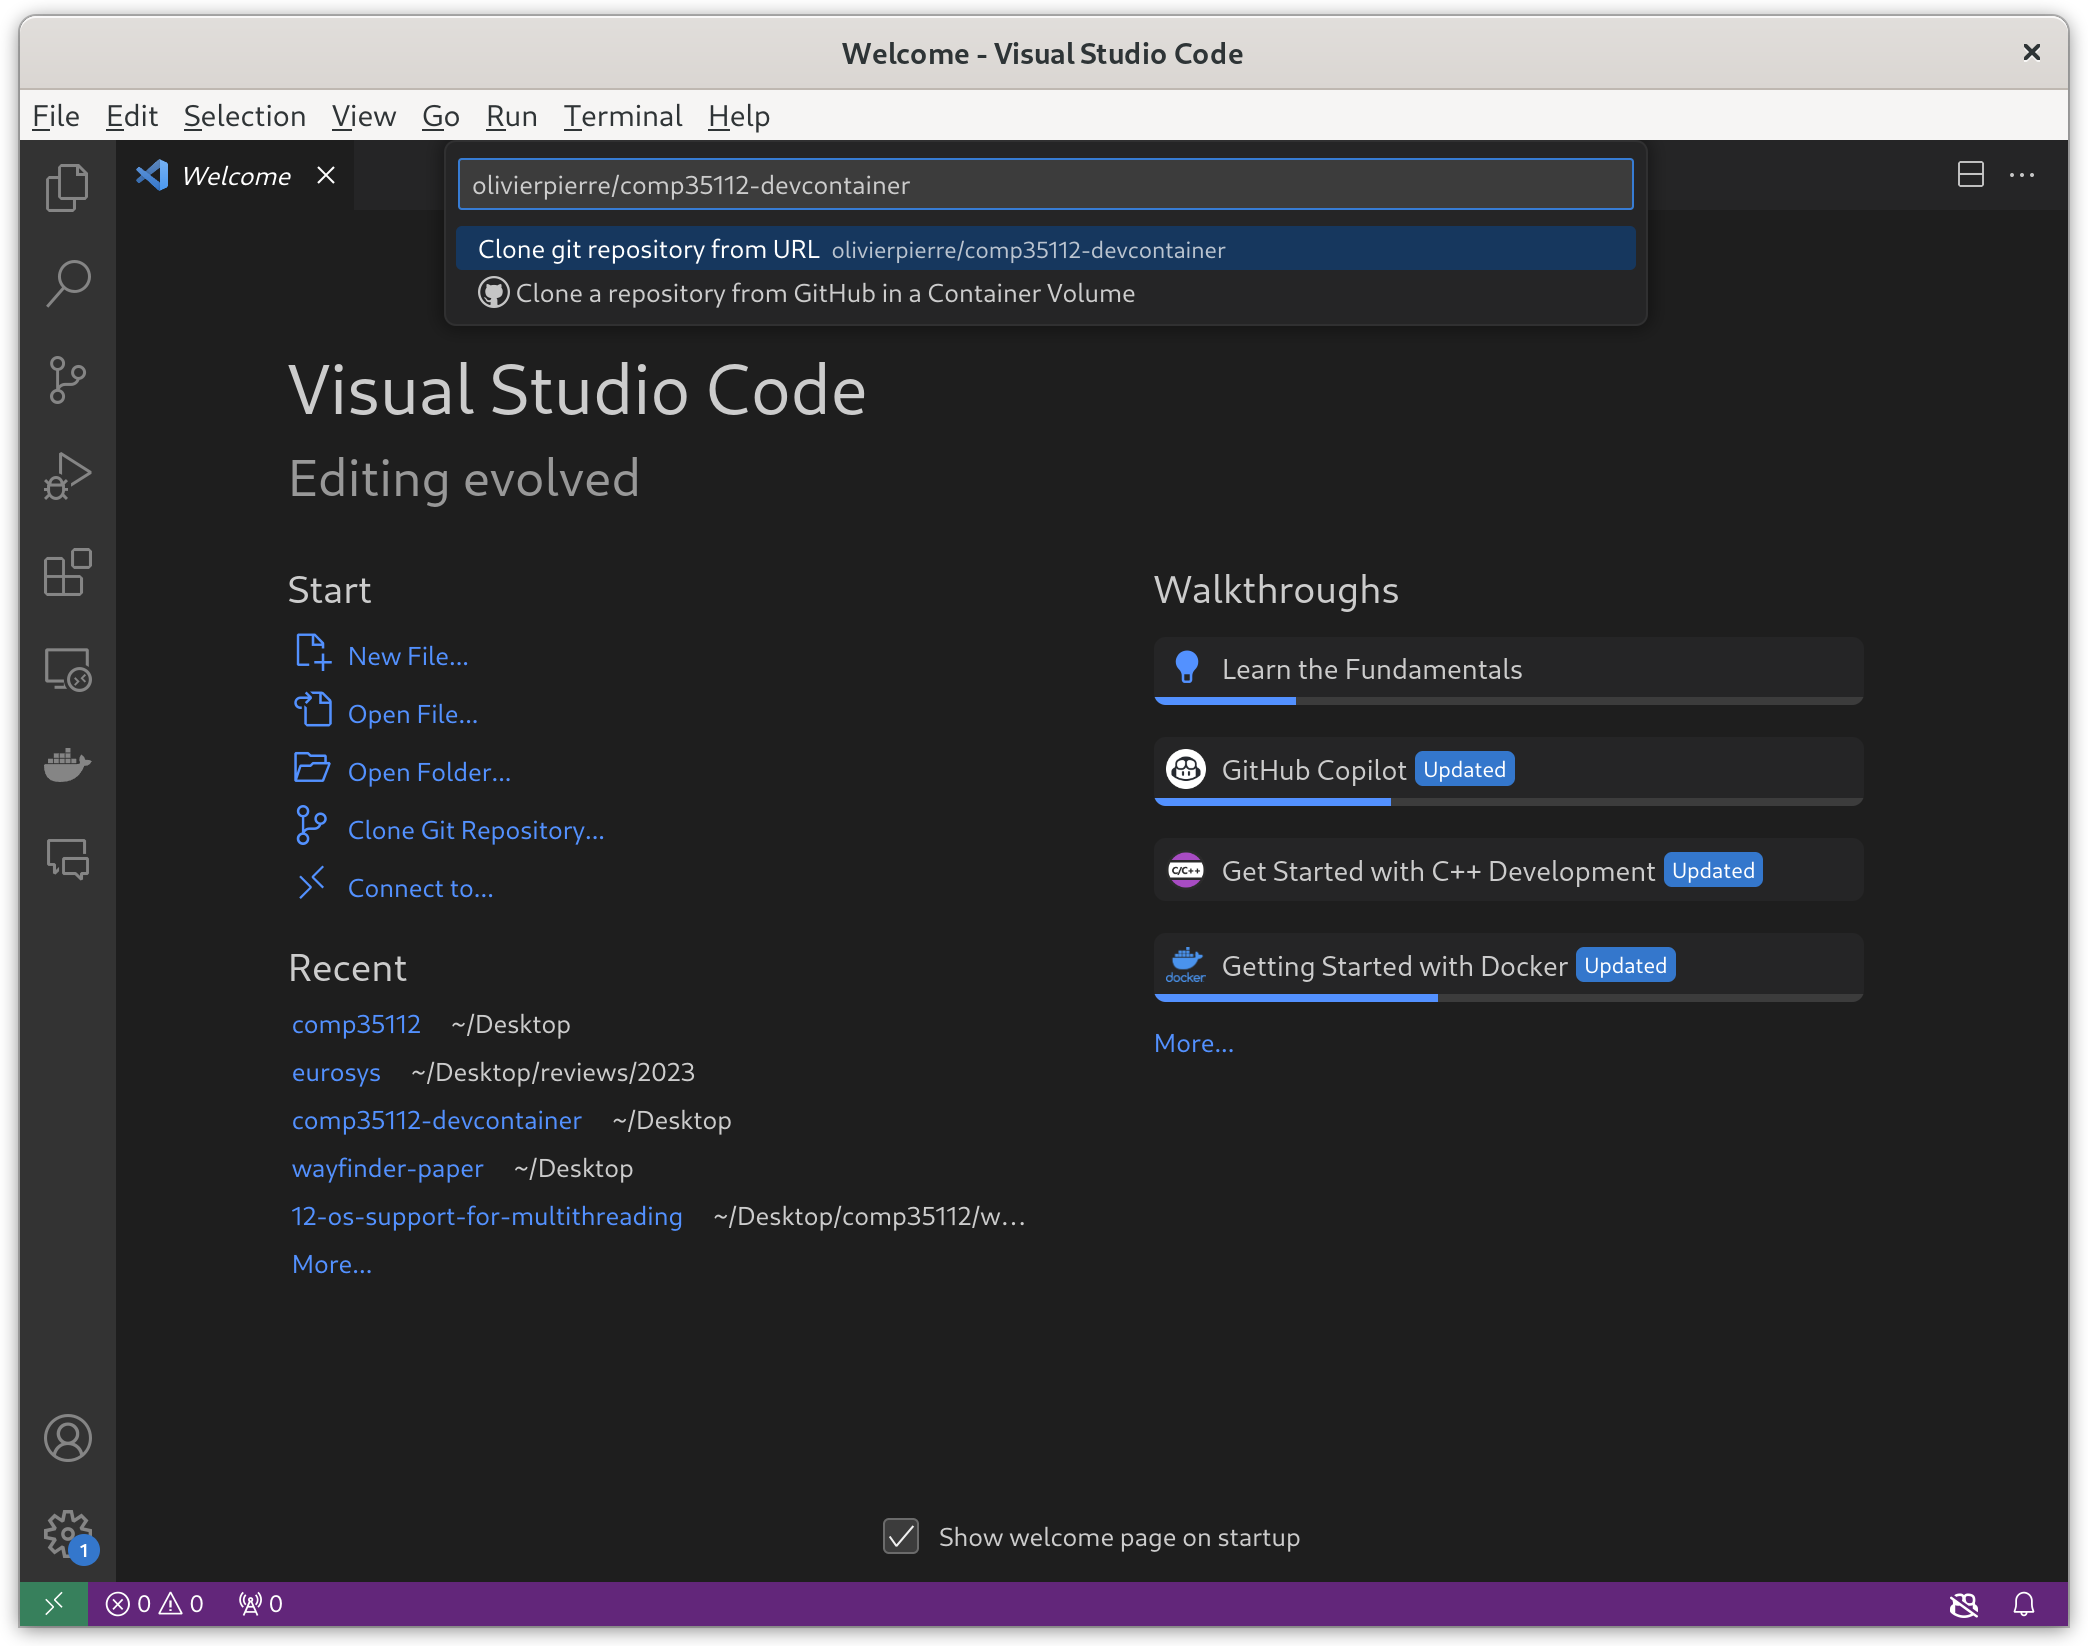 Welcome - Visual Studio Code
File Edit Selection View Go Run Terminal Help
Welcome
olivierpierre/comp35112-devcontainer
Clone git repository from URL olivierpierre/comp35112-devcontainer
Clone a repository from GitHub in a Container Volume
Visual Studio Code
Editing evolved
Start
New File...
Open File...
Open Folder...
Clone Git Repository...
Connect to...
Recent
comp35112 ~/Desktop
eurosys ~/Desktop/reviews/2023
comp35112-devcontainer ~/Desktop
wayfinder-paper ~/Desktop
12-os-support-for-multithreading ~/Desktop/comp35112/w...
More...
Walkthroughs
Learn the Fundamentals
GitHub Copilot Updated
C/C++ Get Started with C++ Development Updated
docker Getting Started with Docker Updated
More...
Show welcome page on startup
1
0 0 0